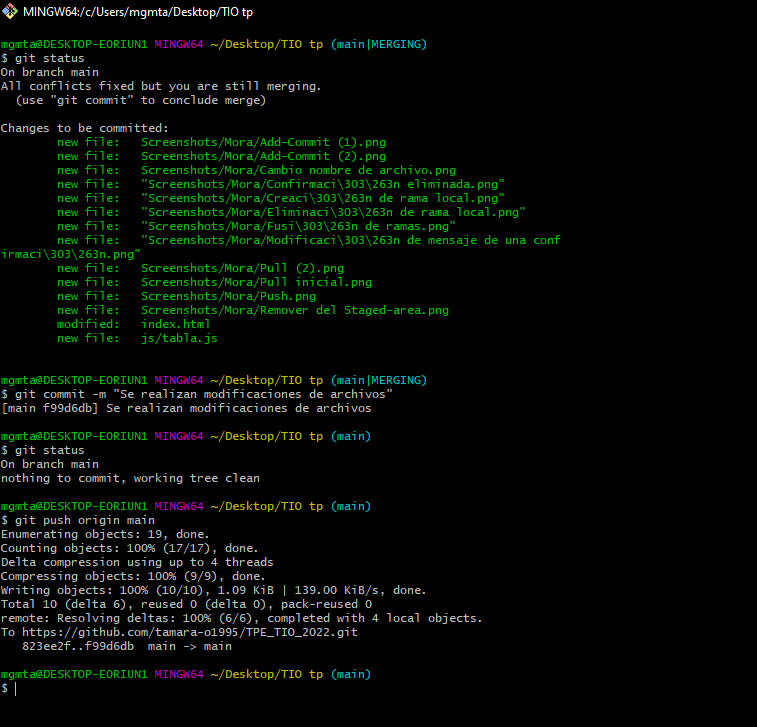 MINGW64:/c/Users/mgmta/Desktop/TIO tp
mgmta@DESKTOP-EORIUN1 MINGW64 ~/Desktop/TIO tp (main|MERGING)
$ git status
On branch main
All conflicts fixed but you are still merging.
  (use "git commit" to conclude merge)
Changes to be committed:
        new file:   Screenshots/Mora/Add-Commit (1).png
        new file:   Screenshots/Mora/Add-Commit (2).png
        new file:   Screenshots/Mora/Cambio nombre de archivo.png
        new file:   "Screenshots/Mora/Confirmaci\303\263n eliminada.png"
        new file:   "Screenshots/Mora/Creaci\303\263n de rama local.png"
        new file:   "Screenshots/Mora/Eliminaci\303\263n de rama local.png"
        new file:   "Screenshots/Mora/Fusi\303\263n de ramas.png"
        new file:   "Screenshots/Mora/Modificaci\303\263n de mensaje de una conf
irmaci\303\263n.png"
        new file:   Screenshots/Mora/Pull (2).png
        new file:   Screenshots/Mora/Pull inicial.png
        new file:   Screenshots/Mora/Push.png
        new file:   Screenshots/Mora/Remover del Staged-area.png
        modified:   index.html
        new file:   js/tabla.js
mgmta@DESKTOP-EORIUN1 MINGW64 ~/Desktop/TIO tp (main|MERGING)
$ git commit -m "Se realizan modificaciones de archivos"
[main f99d6db] Se realizan modificaciones de archivos
mgmta@DESKTOP-EORIUN1 MINGW64 ~/Desktop/TIO tp (main)
$ git status
On branch main
nothing to commit, working tree clean
mgmta@DESKTOP-EORIUN1 MINGW64 ~/Desktop/TIO tp (main)
$ git push origin main
Enumerating objects: 19, done.
Counting objects: 100% (17/17), done.
Delta compression using up to 4 threads
Compressing objects: 100% (9/9), done.
Writing objects: 100% (10/10), 1.09 KiB | 139.00 KiB/s, done.
Total 10 (delta 6), reused 0 (delta 0), pack-reused 0
remote: Resolving deltas: 100% (6/6), completed with 4 local objects.
To https://github.com/tamara-o1995/TPE_TIO_2022.git
   823ee2f..f99d6db  main -> main
mgmta@DESKTOP-EORIUN1 MINGW64 ~/Desktop/TIO tp (main)
$